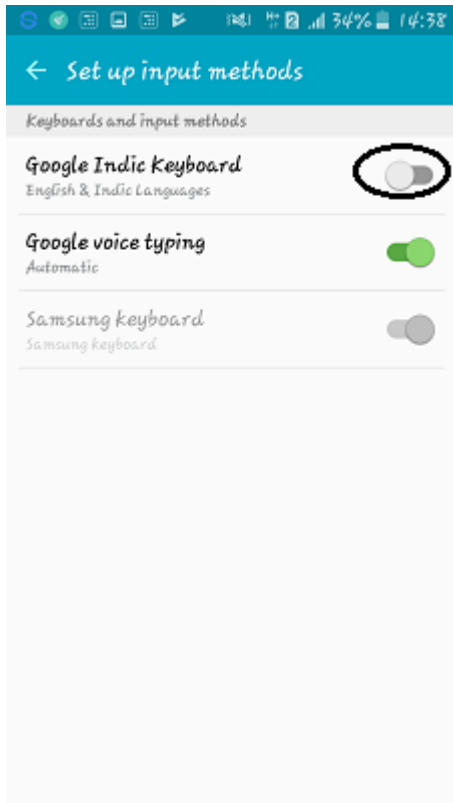 34% 14:38
Set up input methods
Keyboards and input methods
Google Indic Keyboard
English & Indic Languages
Google voice typing
Automatic
Samsung keyboard
Samsung keyboard